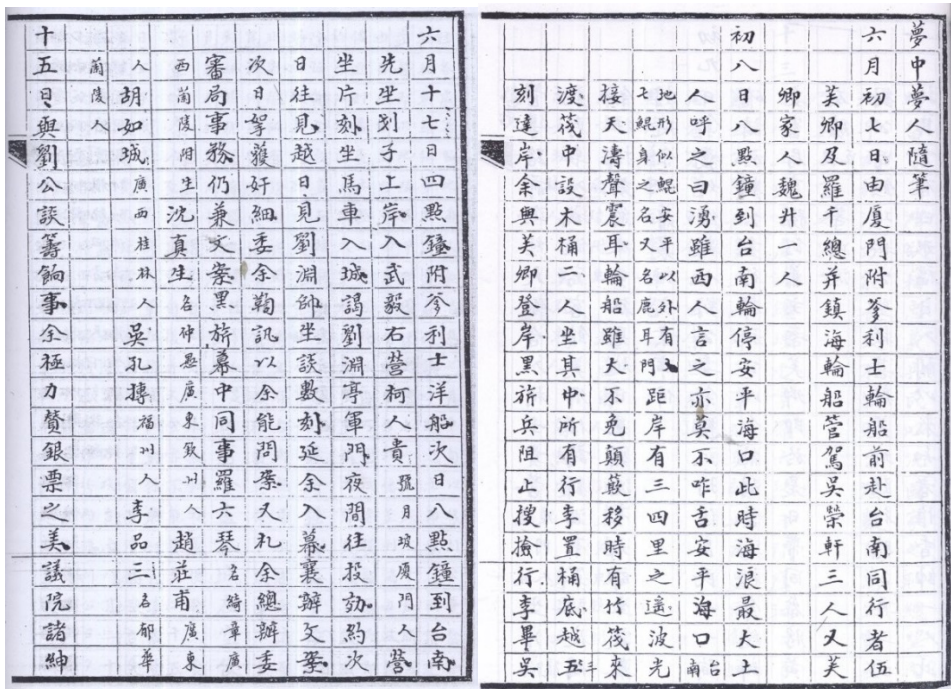 夢中夢人隨筆
六月初七日由厦門附爹利士輪船前赴台南同行者伍
芙卿及羅千總并鎮海輪船管駕吳榮軒三人又芙
卿家人魏升一人
初八日八點鐘到台南輪停安平海口此時海浪最大土
人呼之曰湧雖西人言之亦莫不咋舌安平海口台南
地形似鯤安平以外有七鯤身之名又名鹿耳門距岸有三四里之遙波光
接天濤聲震耳輪船雖大不免顛簸移時有竹筏來
渡筏中設木桶二人坐其中所有行李置桶底越三五
刻達岸余與芙卿登岸黑旂兵阻止搜撿行李畢吳
六月十七日四點鐘附爹利士洋船次日八點鐘到台南
先坐划子上岸入武毅右營柯人貴號月坡厦門人營
坐片刻坐馬車入城謁劉淵亭軍門夜間往投効約次
日往見越日見劉淵帥坐談數刻延余入幕襄辦文案
次日拏獲奸細委余鞫訊以余能問案又札余總辦委
審局事務仍兼文案黑旂幕中同事羅六琴名綺章廣
西蘭陵附生沈真生名仲愚廣東州人趙莊甫廣東
蘭陵人胡如珹廣西桂林人吳孔摶福州人李品三名郁華
十五日與劉公談籌餉事余極力贊銀票之美議院諸紳